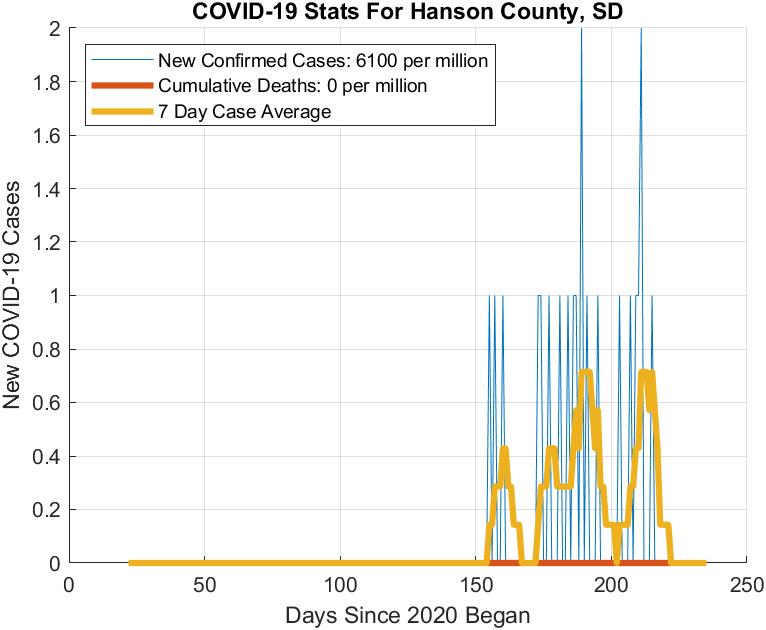 COVID-19 Stats For Hanson County, SD
New Confirmed Cases: 6100 per million
Cumulative Deaths: 0 per million
7 Day Case Average
New COVID-19 Cases
2
1.8
1.6
1.4
1.2
1
0.8
0.6
0.4
0.2
0
0 50 100 150 200 250
Days Since 2020 Began